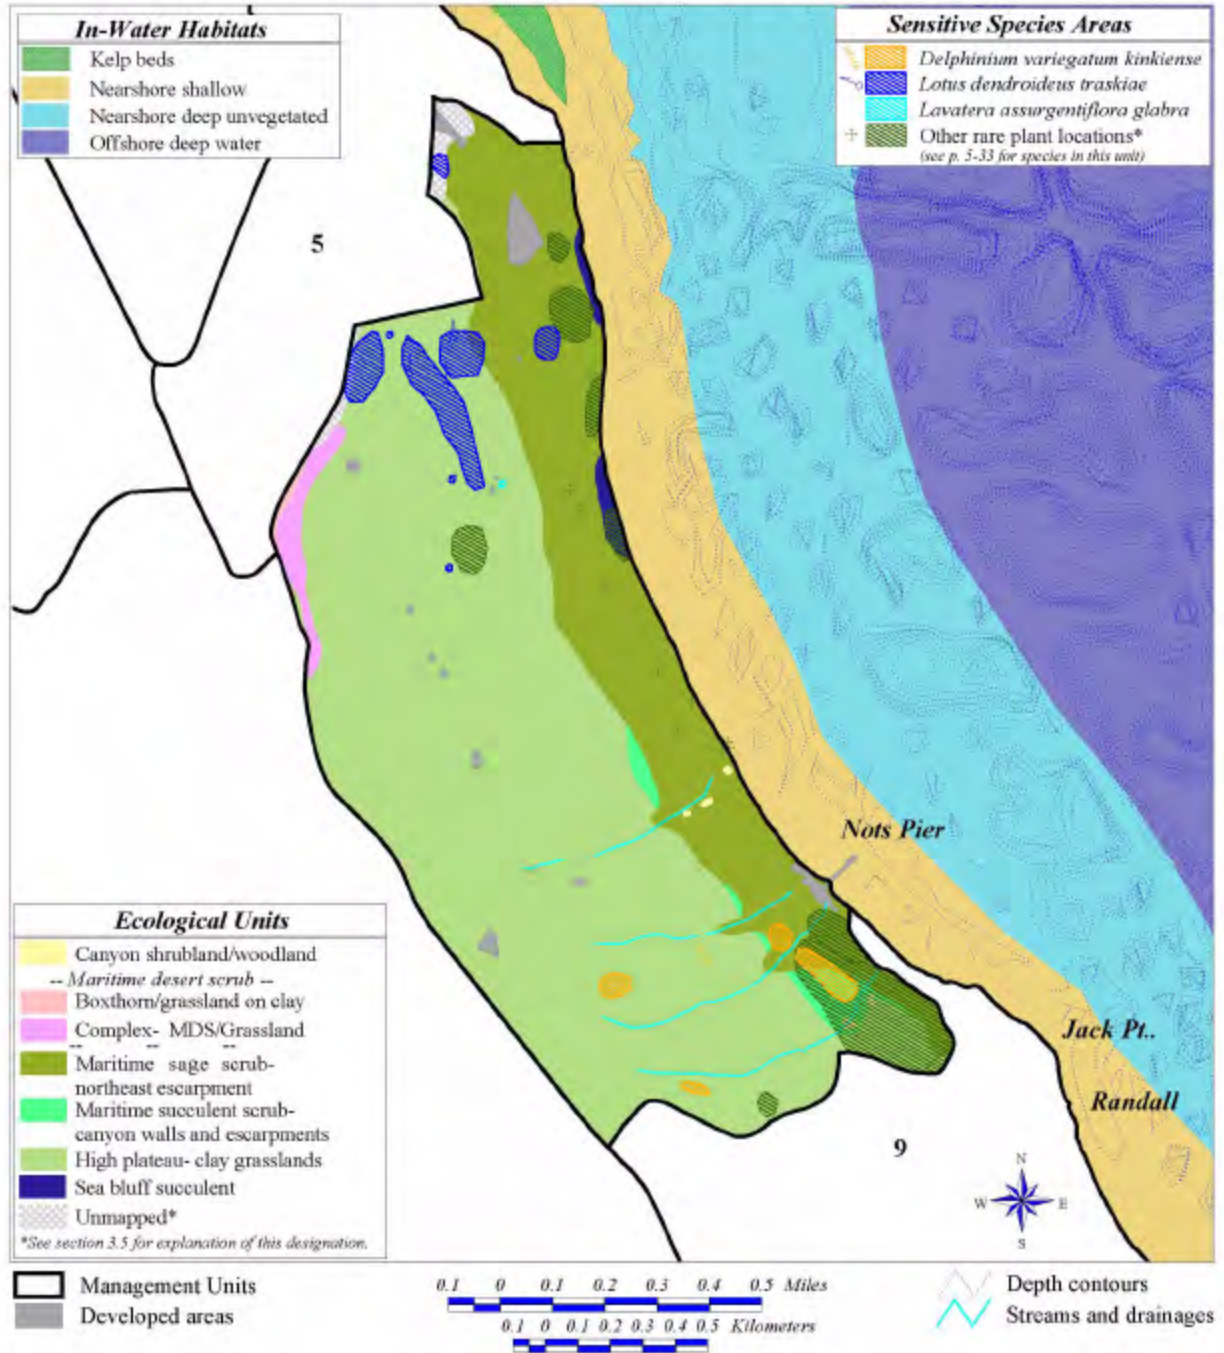 In-Water Habitats
Kelp beds
Nearshore shallow
Nearshore deep unvegetated
Offshore deep water
Sensitive Species Areas
Delphinium variegatum kinkiense
Lotus dendroideus traskiae
Lavatera assurgentiflora glabra
Other rare plant locations*
(see p. 5-33 for species in this unit)
5
Nots Pier
Jack Pt..
Randall
9
N
W E
S
Ecological Units
Canyon shrubland/woodland
-- Maritime desert scrub --
Boxthorn/grassland on clay
Complex- MDS/Grassland
-- -- --
Maritime sage scrub-
northeast escarpment
Maritime succulent scrub-
canyon walls and escarpments
High plateau- clay grasslands
Sea bluff succulent
Unmapped*
*See section 3.5 for explanation of this designation.
Management Units
Developed areas
0.1 0 0.1 0.2 0.3 0.4 0.5 Miles
0.1 0 0.1 0.2 0.3 0.4 0.5 Kilometers
Depth contours
Streams and drainages